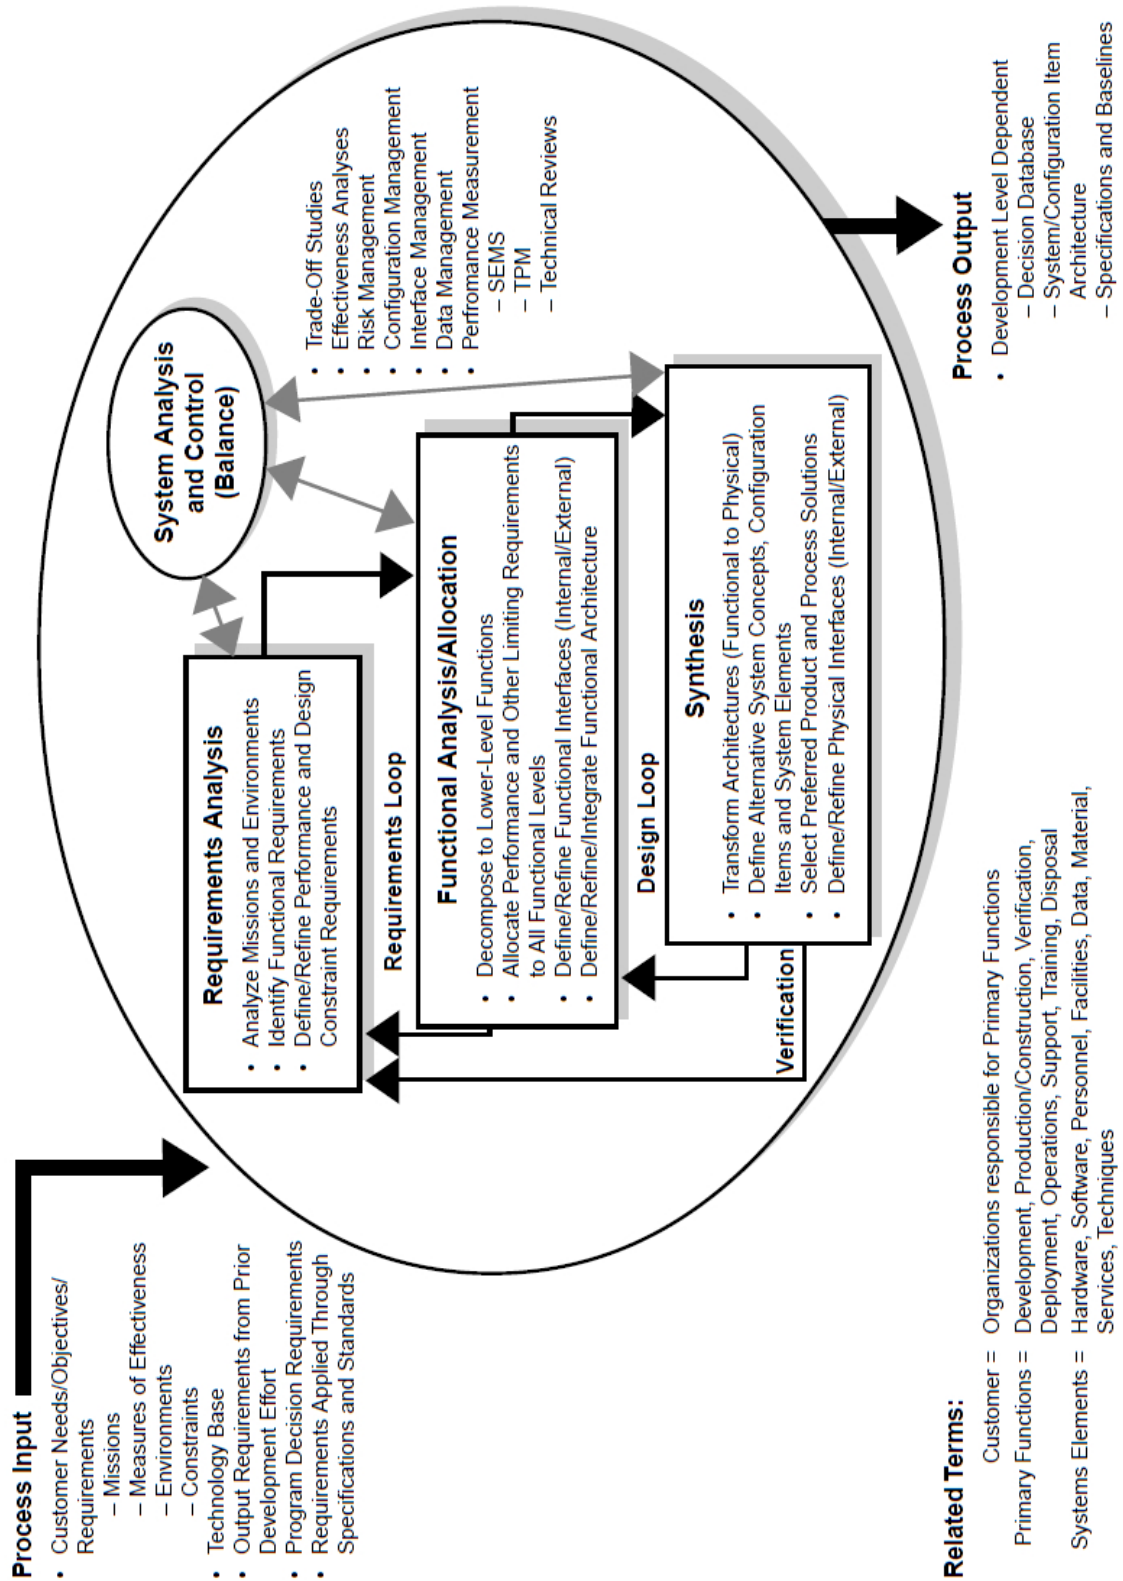 Process Input
• Customer Needs/Objectives/
Requirements
– Missions
– Measures of Effectiveness
– Environments
– Constraints
• Technology Base
• Output Requirements from Prior
Development Effort
• Program Decision Requirements
• Requirements Applied Through
Specifications and Standards
Requirements Analysis
• Analyze Missions and Environments
• Identify Functional Requirements
• Define/Refine Performance and Design
Constraint Requirements
System Analysis
and Control
(Balance)
Requirements Loop
• Trade-Off Studies
• Effectiveness Analyses
• Risk Management
• Configuration Management
• Interface Management
• Data Management
• Perfromance Measurement
– SEMS
– TPM
– Technical Reviews
Functional Analysis/Allocation
• Decompose to Lower-Level Functions
• Allocate Performance and Other Limiting Requirements
to All Functional Levels
• Define/Refine Functional Interfaces (Internal/External)
• Define/Refine/Integrate Functional Architecture
Design Loop
Synthesis
• Transform Architectures (Functional to Physical)
• Define Alternative System Concepts, Configuration
Items and System Elements
• Select Preferred Product and Process Solutions
• Define/Refine Physical Interfaces (Internal/External)
Verification
Related Terms:
Customer = Organizations responsible for Primary Functions
Primary Functions = Development, Production/Construction, Verification,
Deployment, Operations, Support, Training, Disposal
Systems Elements = Hardware, Software, Personnel, Facilities, Data, Material,
Services, Techniques
Process Output
• Development Level Dependent
– Decision Database
– System/Configuration Item
Architecture
– Specifications and Baselines